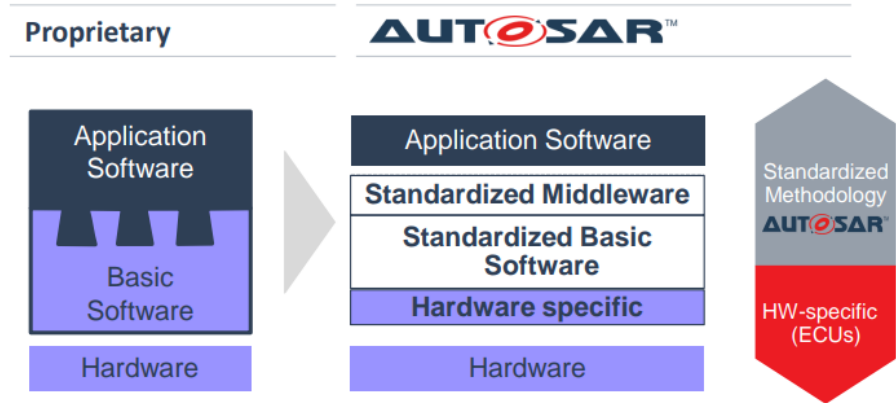 Proprietary
AUTOSAR™
Application
Software
Basic
Software
Hardware
Application Software
Standardized Middleware
Standardized Basic
Software
Hardware specific
Hardware
Standardized
Methodology
AUTOSAR™
HW-specific
(ECUs)